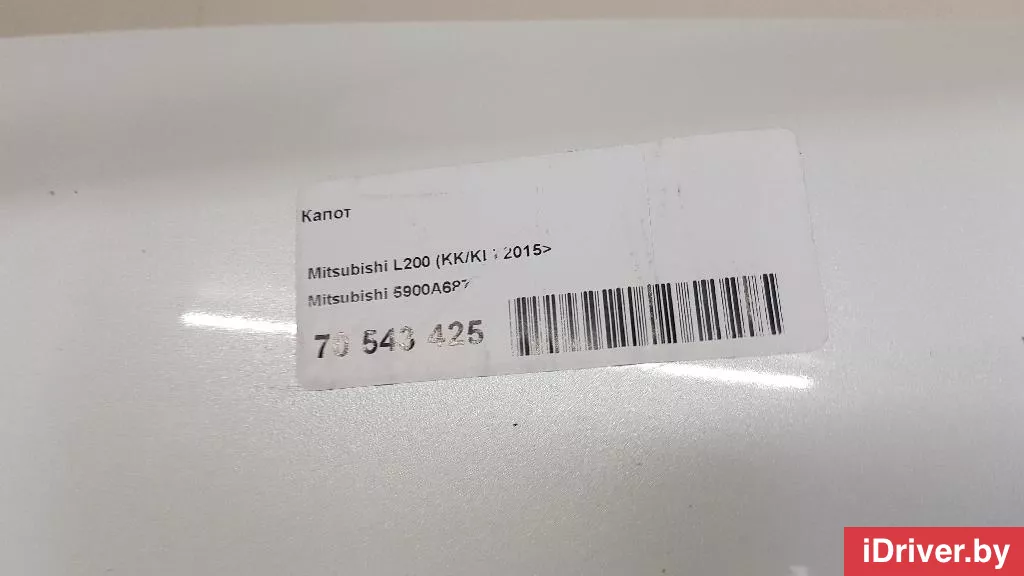 Капот
Mitsubishi L200 (KK/KL) 2015>
Mitsubishi 5900A687
70 543 425
iDriver.by